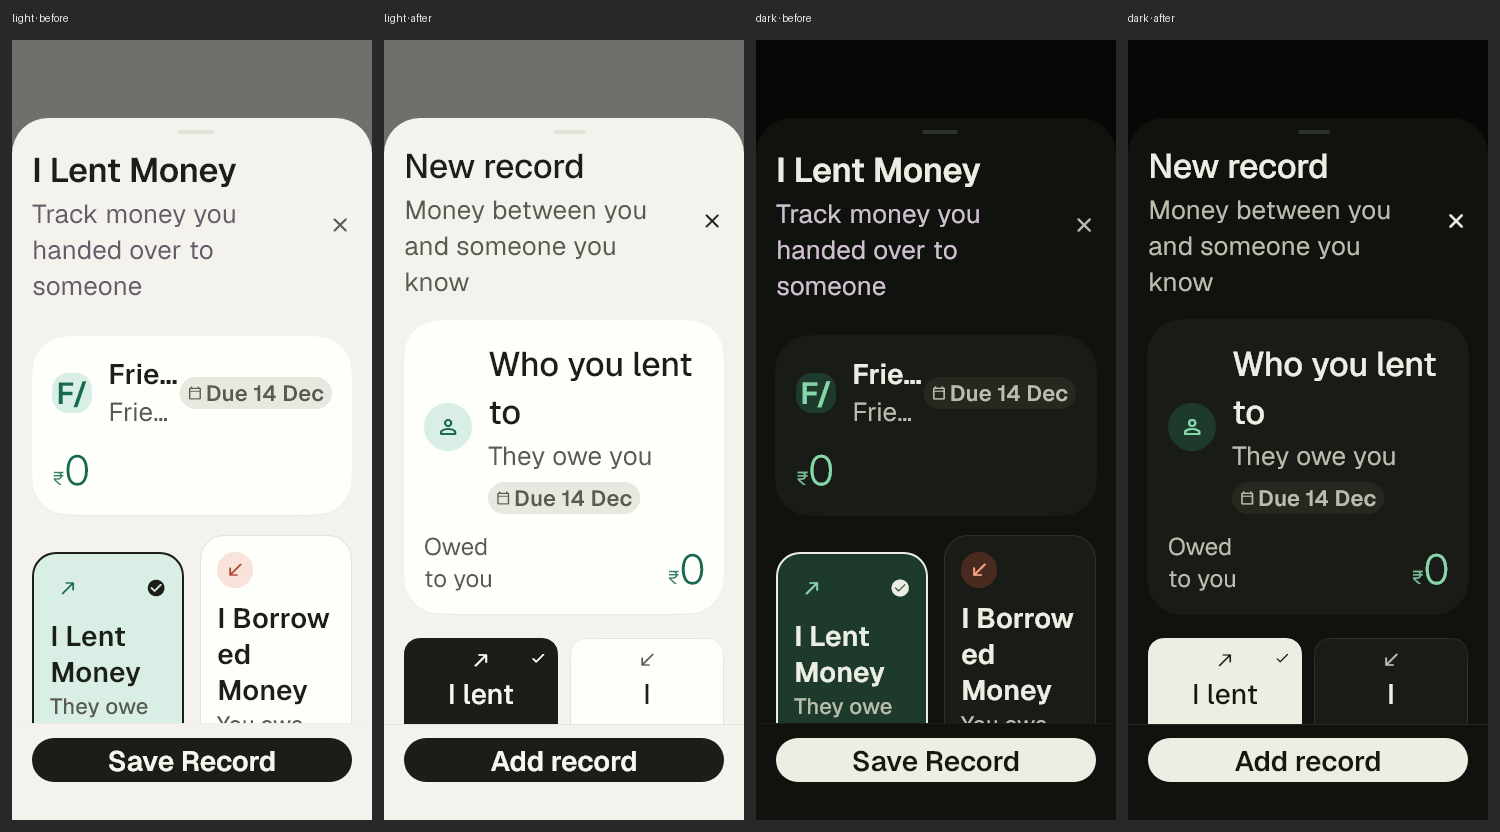 light·before
I Lent Money
Track money you
handed over to
someone
F/
Frie...
Frie...
Due 14 Dec
₹0
I Lent
Money
They owe
I Borrow
ed
Money
You owe
Save Record
light·after
New record
Money between you
and someone you
know
Who you lent
to
They owe you
Due 14 Dec
Owed
to you
₹0
I lent
I
Add record
dark·before
I Lent Money
Track money you
handed over to
someone
F/
Frie...
Frie...
Due 14 Dec
₹0
I Lent
Money
They owe
I Borrow
ed
Money
You owe
Save Record
dark·after
New record
Money between you
and someone you
know
Who you lent
to
They owe you
Due 14 Dec
Owed
to you
₹0
I lent
I
Add record